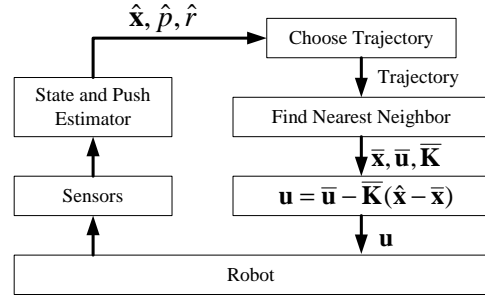 x̂, p̂, r̂
Choose Trajectory
Trajectory
State and Push
Estimator
Find Nearest Neighbor
x̄, ū, K̄
Sensors
u = ū − K̄(x̂ − x̄)
u
Robot